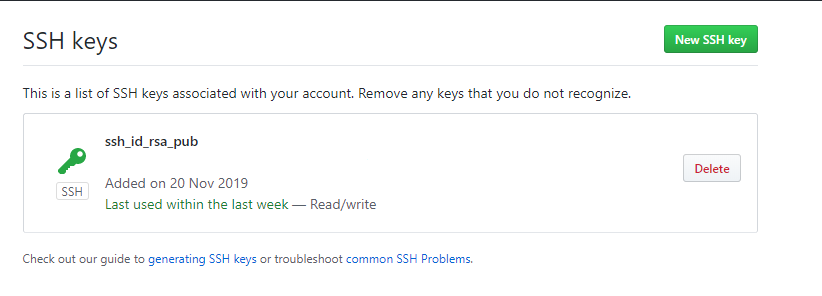 SSH keys
New SSH key
This is a list of SSH keys associated with your account. Remove any keys that you do not recognize.
ssh_id_rsa_pub
SSH
Added on 20 Nov 2019
Last used within the last week — Read/write
Delete
Check out our guide to generating SSH keys or troubleshoot common SSH Problems.